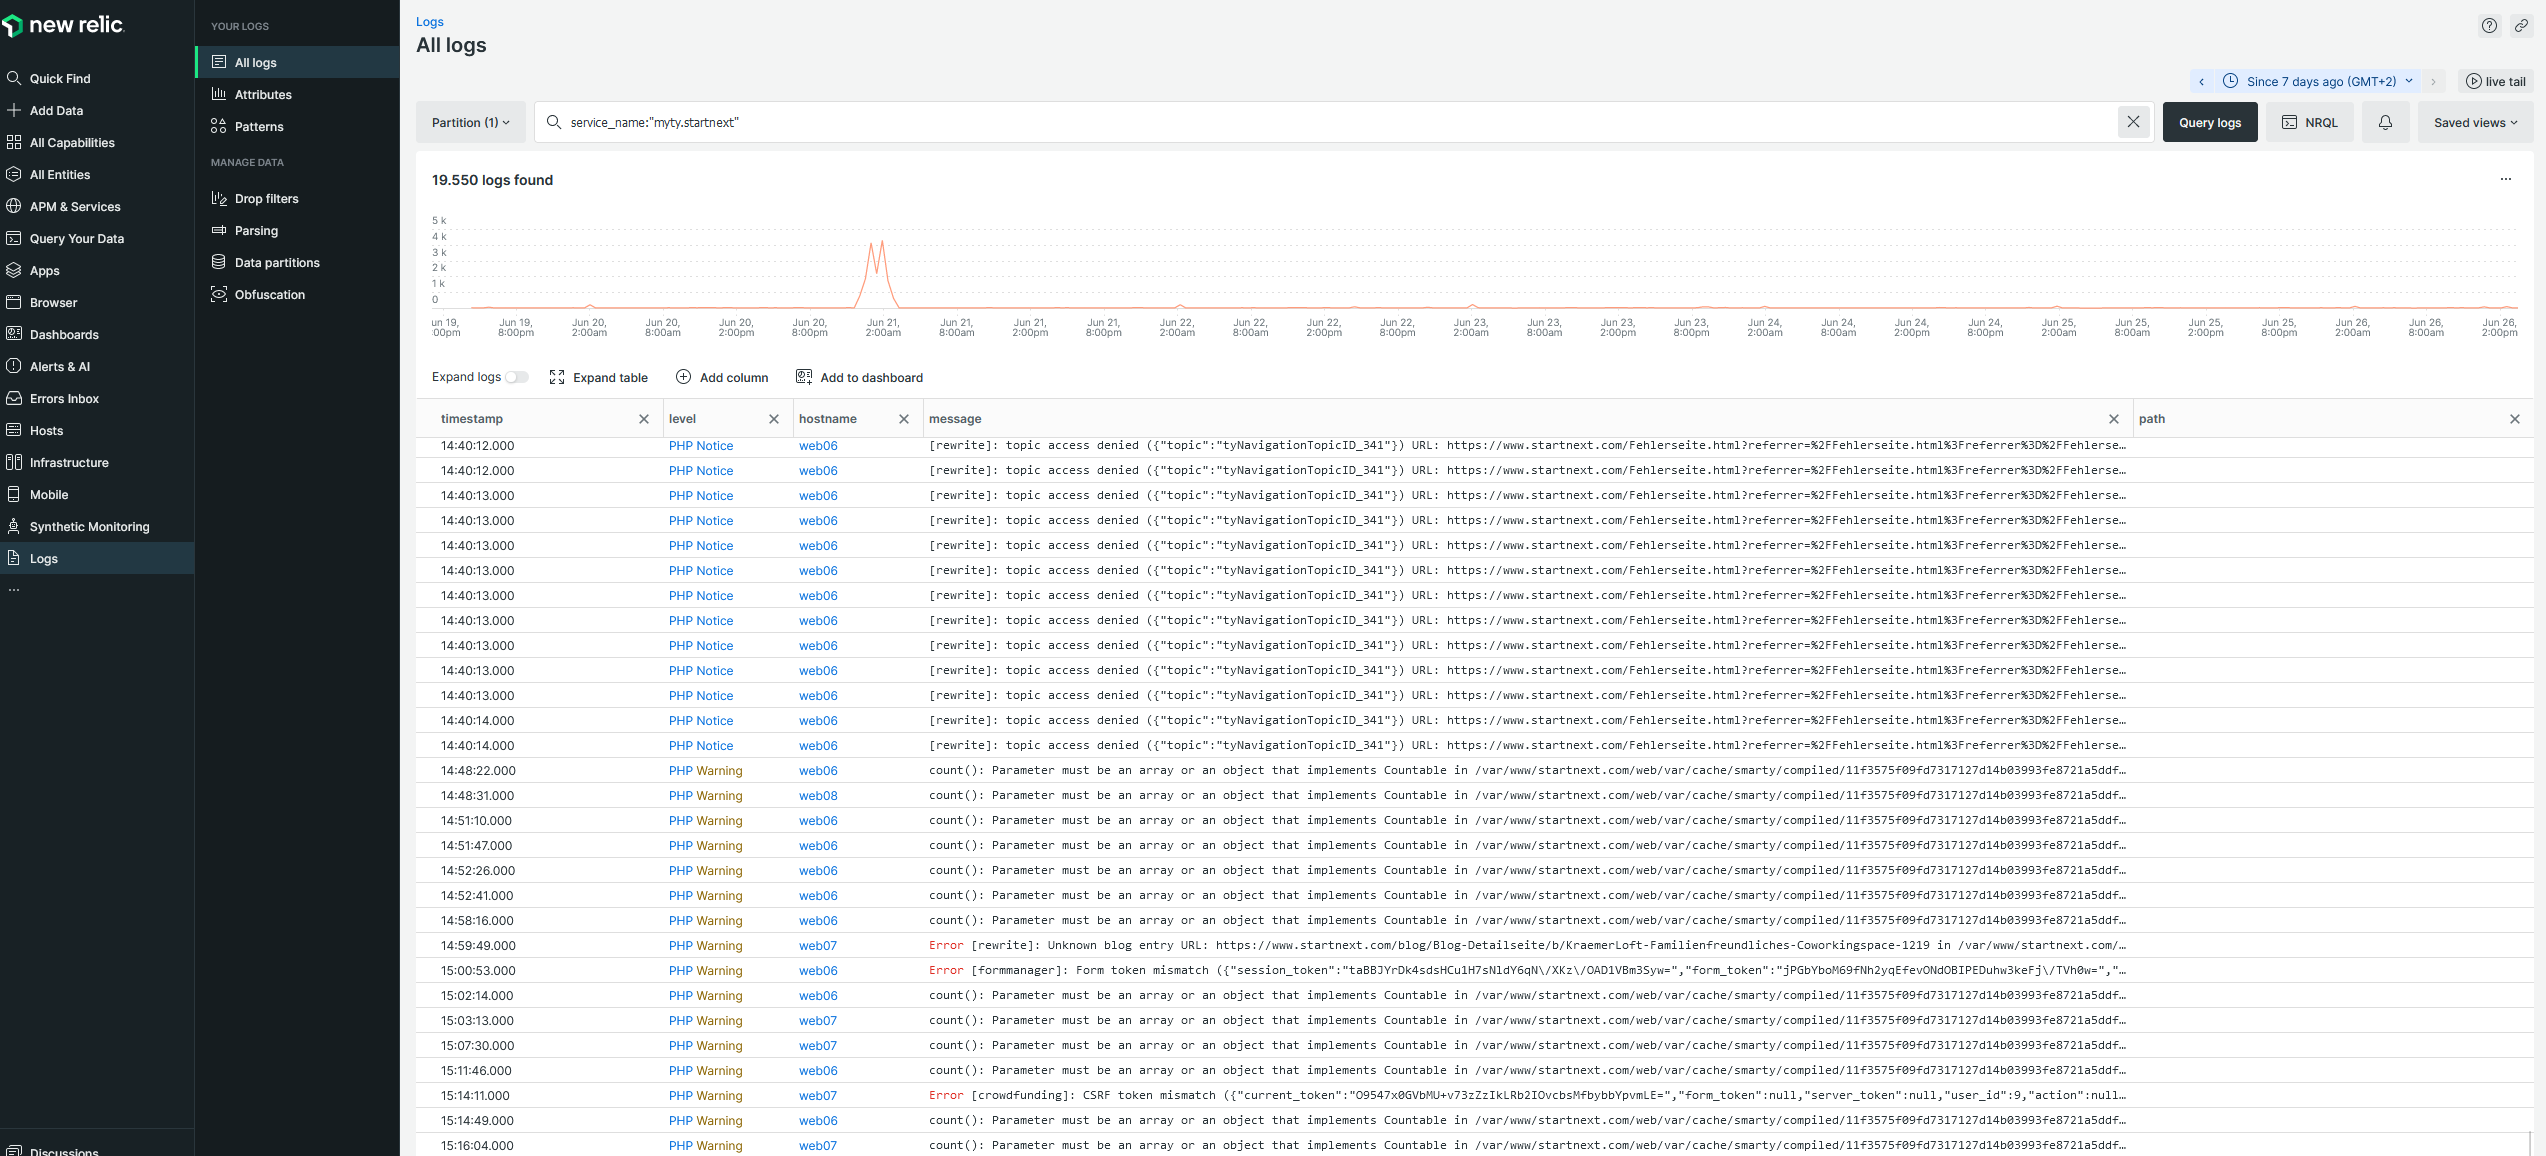 new relic.
Quick Find
Add Data
All Capabilities
All Entities
APM & Services
Query Your Data
Apps
Browser
Dashboards
Alerts & AI
Errors Inbox
Hosts
Infrastructure
Mobile
Synthetic Monitoring
Logs
...
Discussions
YOUR LOGS
All logs
Attributes
Patterns
MANAGE DATA
Drop filters
Parsing
Data partitions
Obfuscation
Logs
All logs
Since 7 days ago (GMT+2)
live tail
Partition (1)
service_name:"myty.startnext"
Query logs
NRQL
Saved views
19.550 logs found
...
5 k
4 k
3 k
2 k
1 k
0
un 19, Jun 19, Jun 20, Jun 20, Jun 20, Jun 20, Jun 21, Jun 21, Jun 21, Jun 21, Jun 22, Jun 22, Jun 22, Jun 22, Jun 23, Jun 23, Jun 23, Jun 23, Jun 24, Jun 24, Jun 24, Jun 24, Jun 25, Jun 25, Jun 25, Jun 25, Jun 26, Jun 26, Jun 26,
:00pm 8:00pm 2:00am 8:00am 2:00pm 8:00pm 2:00am 8:00am 2:00pm 8:00pm 2:00am 8:00am 2:00pm 8:00pm 2:00am 8:00am 2:00pm 8:00pm 2:00am 8:00am 2:00pm 8:00pm 2:00am 8:00am 2:00pm 8:00pm 2:00am 8:00am 2:00pm
Expand logs Expand table Add column Add to dashboard
timestamp level hostname message path
14:40:12.000 PHP Notice web06 [rewrite]: topic access denied ({"topic":"tyNavigationTopicID_341"}) URL: https://www.startnext.com/Fehlerseite.html?referrer=%2FFehlerseite.html%3Freferrer%3D%2FFehlerse…
14:40:12.000 PHP Notice web06 [rewrite]: topic access denied ({"topic":"tyNavigationTopicID_341"}) URL: https://www.startnext.com/Fehlerseite.html?referrer=%2FFehlerseite.html%3Freferrer%3D%2FFehlerse…
14:40:13.000 PHP Notice web06 [rewrite]: topic access denied ({"topic":"tyNavigationTopicID_341"}) URL: https://www.startnext.com/Fehlerseite.html?referrer=%2FFehlerseite.html%3Freferrer%3D%2FFehlerse…
14:40:13.000 PHP Notice web06 [rewrite]: topic access denied ({"topic":"tyNavigationTopicID_341"}) URL: https://www.startnext.com/Fehlerseite.html?referrer=%2FFehlerseite.html%3Freferrer%3D%2FFehlerse…
14:40:13.000 PHP Notice web06 [rewrite]: topic access denied ({"topic":"tyNavigationTopicID_341"}) URL: https://www.startnext.com/Fehlerseite.html?referrer=%2FFehlerseite.html%3Freferrer%3D%2FFehlerse…
14:40:13.000 PHP Notice web06 [rewrite]: topic access denied ({"topic":"tyNavigationTopicID_341"}) URL: https://www.startnext.com/Fehlerseite.html?referrer=%2FFehlerseite.html%3Freferrer%3D%2FFehlerse…
14:40:13.000 PHP Notice web06 [rewrite]: topic access denied ({"topic":"tyNavigationTopicID_341"}) URL: https://www.startnext.com/Fehlerseite.html?referrer=%2FFehlerseite.html%3Freferrer%3D%2FFehlerse…
14:40:13.000 PHP Notice web06 [rewrite]: topic access denied ({"topic":"tyNavigationTopicID_341"}) URL: https://www.startnext.com/Fehlerseite.html?referrer=%2FFehlerseite.html%3Freferrer%3D%2FFehlerse…
14:40:13.000 PHP Notice web06 [rewrite]: topic access denied ({"topic":"tyNavigationTopicID_341"}) URL: https://www.startnext.com/Fehlerseite.html?referrer=%2FFehlerseite.html%3Freferrer%3D%2FFehlerse…
14:40:13.000 PHP Notice web06 [rewrite]: topic access denied ({"topic":"tyNavigationTopicID_341"}) URL: https://www.startnext.com/Fehlerseite.html?referrer=%2FFehlerseite.html%3Freferrer%3D%2FFehlerse…
14:40:13.000 PHP Notice web06 [rewrite]: topic access denied ({"topic":"tyNavigationTopicID_341"}) URL: https://www.startnext.com/Fehlerseite.html?referrer=%2FFehlerseite.html%3Freferrer%3D%2FFehlerse…
14:40:14.000 PHP Notice web06 [rewrite]: topic access denied ({"topic":"tyNavigationTopicID_341"}) URL: https://www.startnext.com/Fehlerseite.html?referrer=%2FFehlerseite.html%3Freferrer%3D%2FFehlerse…
14:40:14.000 PHP Notice web06 [rewrite]: topic access denied ({"topic":"tyNavigationTopicID_341"}) URL: https://www.startnext.com/Fehlerseite.html?referrer=%2FFehlerseite.html%3Freferrer%3D%2FFehlerse…
14:48:22.000 PHP Warning web06 count(): Parameter must be an array or an object that implements Countable in /var/www/startnext.com/web/var/cache/smarty/compiled/11f3575f09fd7317127d14b03993fe8721a5ddf…
14:48:31.000 PHP Warning web08 count(): Parameter must be an array or an object that implements Countable in /var/www/startnext.com/web/var/cache/smarty/compiled/11f3575f09fd7317127d14b03993fe8721a5ddf…
14:51:10.000 PHP Warning web06 count(): Parameter must be an array or an object that implements Countable in /var/www/startnext.com/web/var/cache/smarty/compiled/11f3575f09fd7317127d14b03993fe8721a5ddf…
14:51:47.000 PHP Warning web06 count(): Parameter must be an array or an object that implements Countable in /var/www/startnext.com/web/var/cache/smarty/compiled/11f3575f09fd7317127d14b03993fe8721a5ddf…
14:52:26.000 PHP Warning web06 count(): Parameter must be an array or an object that implements Countable in /var/www/startnext.com/web/var/cache/smarty/compiled/11f3575f09fd7317127d14b03993fe8721a5ddf…
14:52:41.000 PHP Warning web06 count(): Parameter must be an array or an object that implements Countable in /var/www/startnext.com/web/var/cache/smarty/compiled/11f3575f09fd7317127d14b03993fe8721a5ddf…
14:58:16.000 PHP Warning web06 count(): Parameter must be an array or an object that implements Countable in /var/www/startnext.com/web/var/cache/smarty/compiled/11f3575f09fd7317127d14b03993fe8721a5ddf…
14:59:49.000 PHP Warning web07 Error [rewrite]: Unknown blog entry URL: https://www.startnext.com/blog/Blog-Detailseite/b/KraemerLoft-Familienfreundliches-Coworkingspace-1219 in /var/www/startnext.com/…
15:00:53.000 PHP Warning web06 Error [formmanager]: Form token mismatch ({"session_token":"taBBJYrDk4sdsHCu1H7sNldY6qN\/XKz\/OAD1VBm3Syw=","form_token":"jPGbYboM69fNh2yqEfevONdOBIPEDuhw3keFj\/TVh0w=","…
15:02:14.000 PHP Warning web06 count(): Parameter must be an array or an object that implements Countable in /var/www/startnext.com/web/var/cache/smarty/compiled/11f3575f09fd7317127d14b03993fe8721a5ddf…
15:03:13.000 PHP Warning web07 count(): Parameter must be an array or an object that implements Countable in /var/www/startnext.com/web/var/cache/smarty/compiled/11f3575f09fd7317127d14b03993fe8721a5ddf…
15:07:30.000 PHP Warning web07 count(): Parameter must be an array or an object that implements Countable in /var/www/startnext.com/web/var/cache/smarty/compiled/11f3575f09fd7317127d14b03993fe8721a5ddf…
15:11:46.000 PHP Warning web06 count(): Parameter must be an array or an object that implements Countable in /var/www/startnext.com/web/var/cache/smarty/compiled/11f3575f09fd7317127d14b03993fe8721a5ddf…
15:14:11.000 PHP Warning web07 Error [crowdfunding]: CSRF token mismatch ({"current_token":"O9547x0GVbMU+v73zZzIkLRb2IOvcbsMfbybbYpvmLE=","form_token":null,"server_token":null,"user_id":9,"action":null…
15:14:49.000 PHP Warning web06 count(): Parameter must be an array or an object that implements Countable in /var/www/startnext.com/web/var/cache/smarty/compiled/11f3575f09fd7317127d14b03993fe8721a5ddf…
15:16:04.000 PHP Warning web07 count(): Parameter must be an array or an object that implements Countable in /var/www/startnext.com/web/var/cache/smarty/compiled/11f3575f09fd7317127d14b03993fe8721a5ddf…